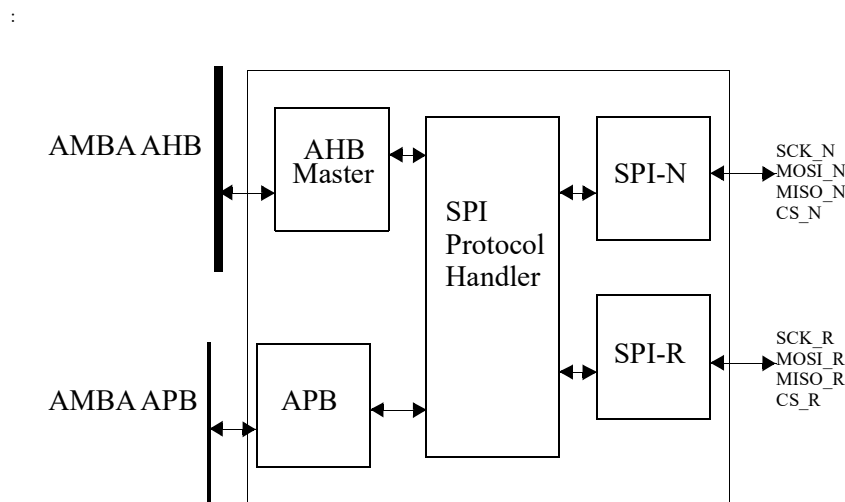 :
AMBA AHB
AHB
Master
SPI
Protocol
Handler
SPI-N
SCK_N
MOSI_N
MISO_N
CS_N
AMBA APB
APB
SPI-R
SCK_R
MOSI_R
MISO_R
CS_R